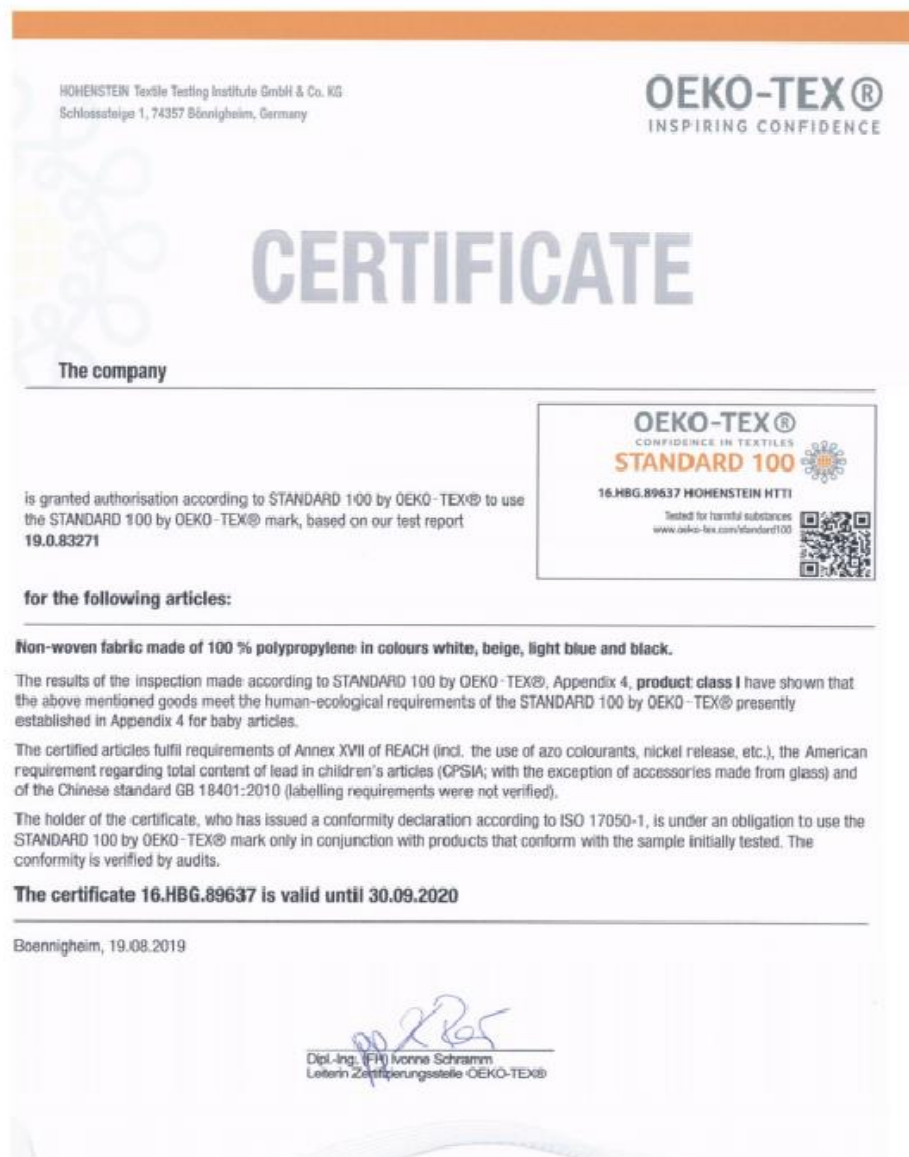 HOHENSTEIN Textile Testing Institute GmbH & Co. KG
Schlosssteige 1, 74357 Bönnigheim, Germany
OEKO-TEX®
INSPIRING CONFIDENCE
CERTIFICATE
The company
OEKO-TEX®
CONFIDENCE IN TEXTILES
STANDARD 100
16.HBG.89637 HOHENSTEIN HTTI
Tested for harmful substances
www.oeko-tex.com/standard100
is granted authorisation according to STANDARD 100 by OEKO-TEX® to use
the STANDARD 100 by OEKO-TEX® mark, based on our test report
19.0.83271
for the following articles:
Non-woven fabric made of 100 % polypropylene in colours white, beige, light blue and black.
The results of the inspection made according to STANDARD 100 by OEKO-TEX®, Appendix 4, product class I have shown that
the above mentioned goods meet the human-ecological requirements of the STANDARD 100 by OEKO-TEX® presently
established in Appendix 4 for baby articles.
The certified articles fulfil requirements of Annex XVII of REACH (incl. the use of azo colourants, nickel release, etc.), the American
requirement regarding total content of lead in children's articles (CPSIA; with the exception of accessories made from glass) and
of the Chinese standard GB 18401:2010 (labelling requirements were not verified).
The holder of the certificate, who has issued a conformity declaration according to ISO 17050-1, is under an obligation to use the
STANDARD 100 by OEKO-TEX® mark only in conjunction with products that conform with the sample initially tested. The
conformity is verified by audits.
The certificate 16.HBG.89637 is valid until 30.09.2020
Boennigheim, 19.08.2019
Dipl.-Ing. (FH) Ivonne Schramm
Leiterin Zertifizierungsstelle OEKO-TEX®